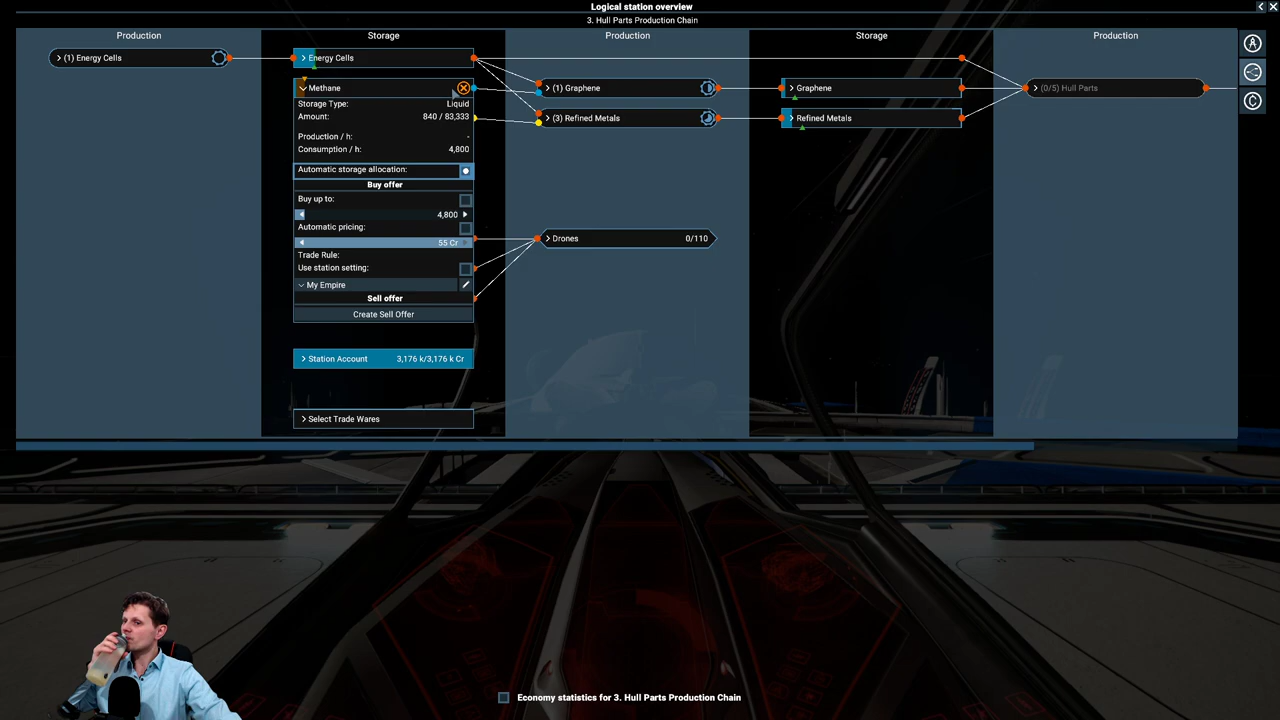 Logical station overview
3. Hull Parts Production Chain
Production
Storage
Production
Storage
Production
(1) Energy Cells
Energy Cells
Methane
Storage Type: Liquid
Amount: 840 / 83,333
Production / h: -
Consumption / h: 4,800
Automatic storage allocation:
Buy offer
Buy up to:
4,800
Automatic pricing:
55 Cr
Trade Rule:
Use station setting:
My Empire
Sell offer
Create Sell Offer
Station Account 3,176 k/3,176 k Cr
Select Trade Wares
(1) Graphene
(3) Refined Metals
Drones 0/110
Graphene
Refined Metals
(0/5) Hull Parts
A
C
Economy statistics for 3. Hull Parts Production Chain